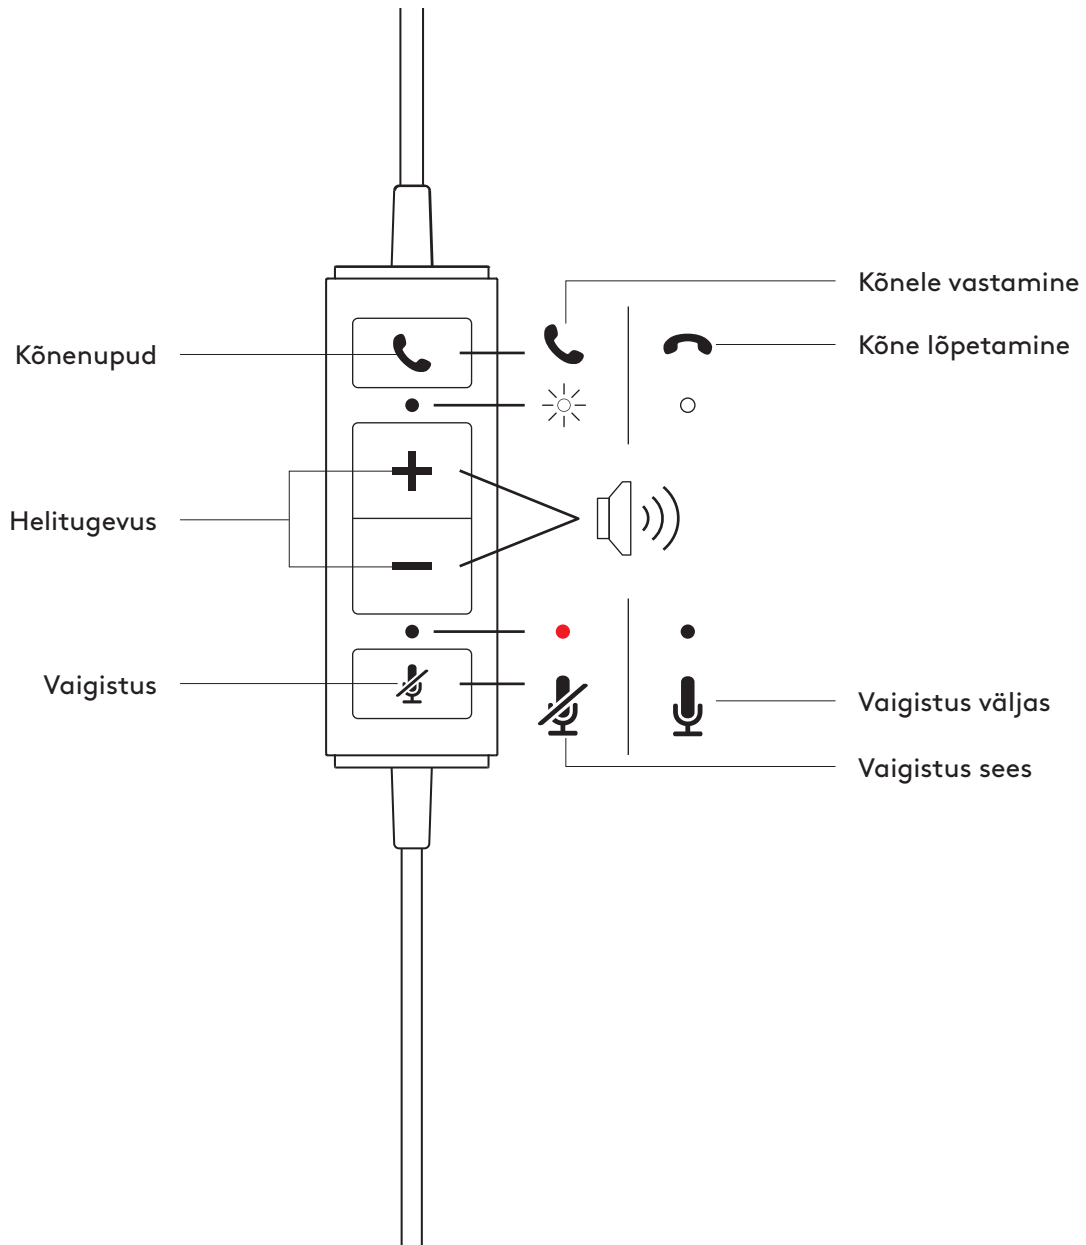 Kõnele vastamine
Kõnenupud
Kõne lõpetamine
Helitugevus
Vaigistus
Vaigistus väljas
Vaigistus sees